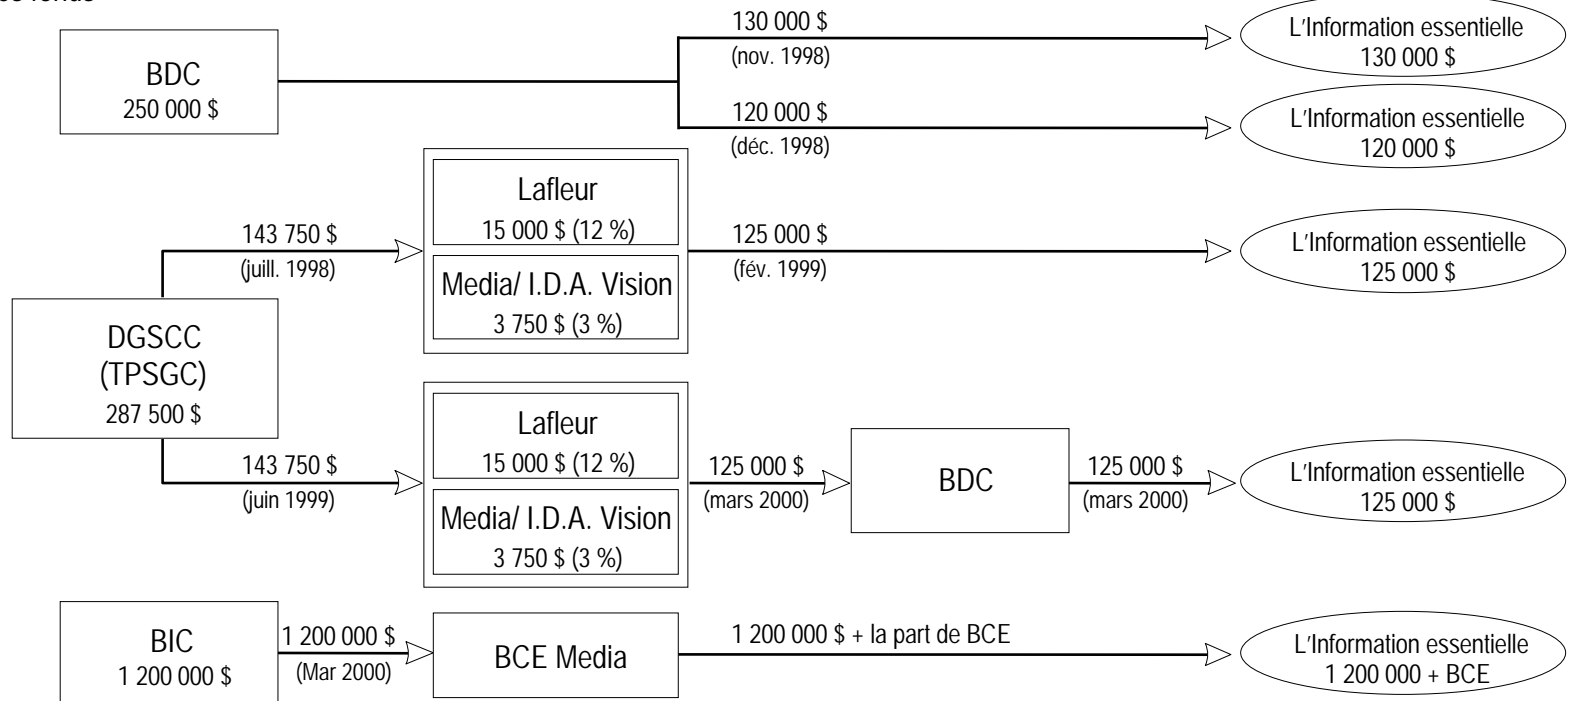 BDC
250 000 $
130 000 $
(nov. 1998)
L'Information essentielle
130 000 $
120 000 $
(déc. 1998)
L'Information essentielle
120 000 $
DGSCC
(TPSGC)
287 500 $
143 750 $
(juill. 1998)
Lafleur
15 000 $ (12 %)
Media/ I.D.A. Vision
3 750 $ (3 %)
125 000 $
(fév. 1999)
L'Information essentielle
125 000 $
143 750 $
(juin 1999)
Lafleur
15 000 $ (12 %)
Media/ I.D.A. Vision
3 750 $ (3 %)
125 000 $
(mars 2000)
BDC
125 000 $
(mars 2000)
L'Information essentielle
125 000 $
BIC
1 200 000 $
1 200 000 $
(Mar 2000)
BCE Media
1 200 000 $ + la part de BCE
L'Information essentielle
1 200 000 + BCE